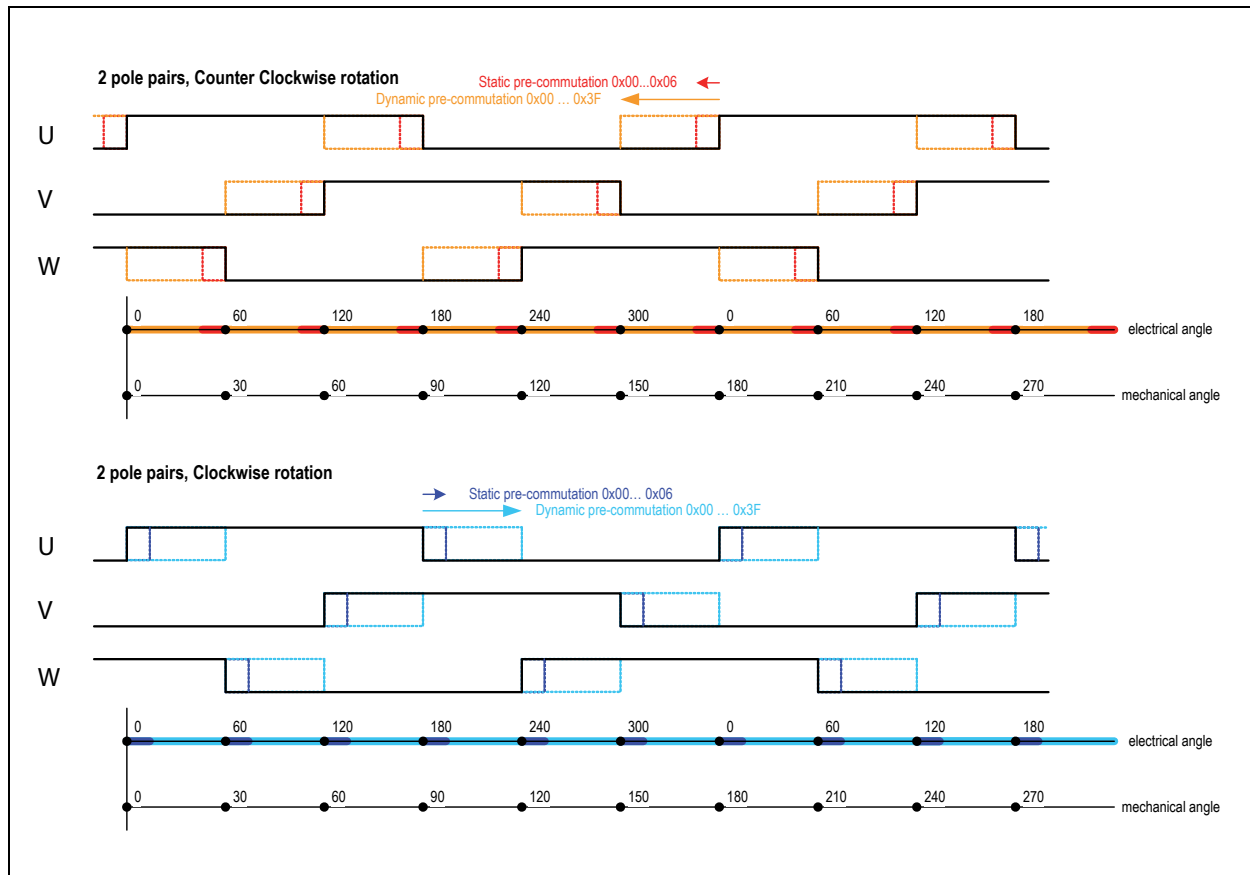 2 pole pairs, Counter Clockwise rotation
Static pre-commutation 0x00...0x06
Dynamic pre-commutation 0x00 ... 0x3F
U
V
W
0 60 120 180 240 300 0 60 120 180
electrical angle
0 30 60 90 120 150 180 210 240 270
mechanical angle
2 pole pairs, Clockwise rotation
Static pre-commutation 0x00... 0x06
Dynamic pre-commutation 0x00 ... 0x3F
U
V
W
0 60 120 180 240 300 0 60 120 180
electrical angle
0 30 60 90 120 150 180 210 240 270
mechanical angle